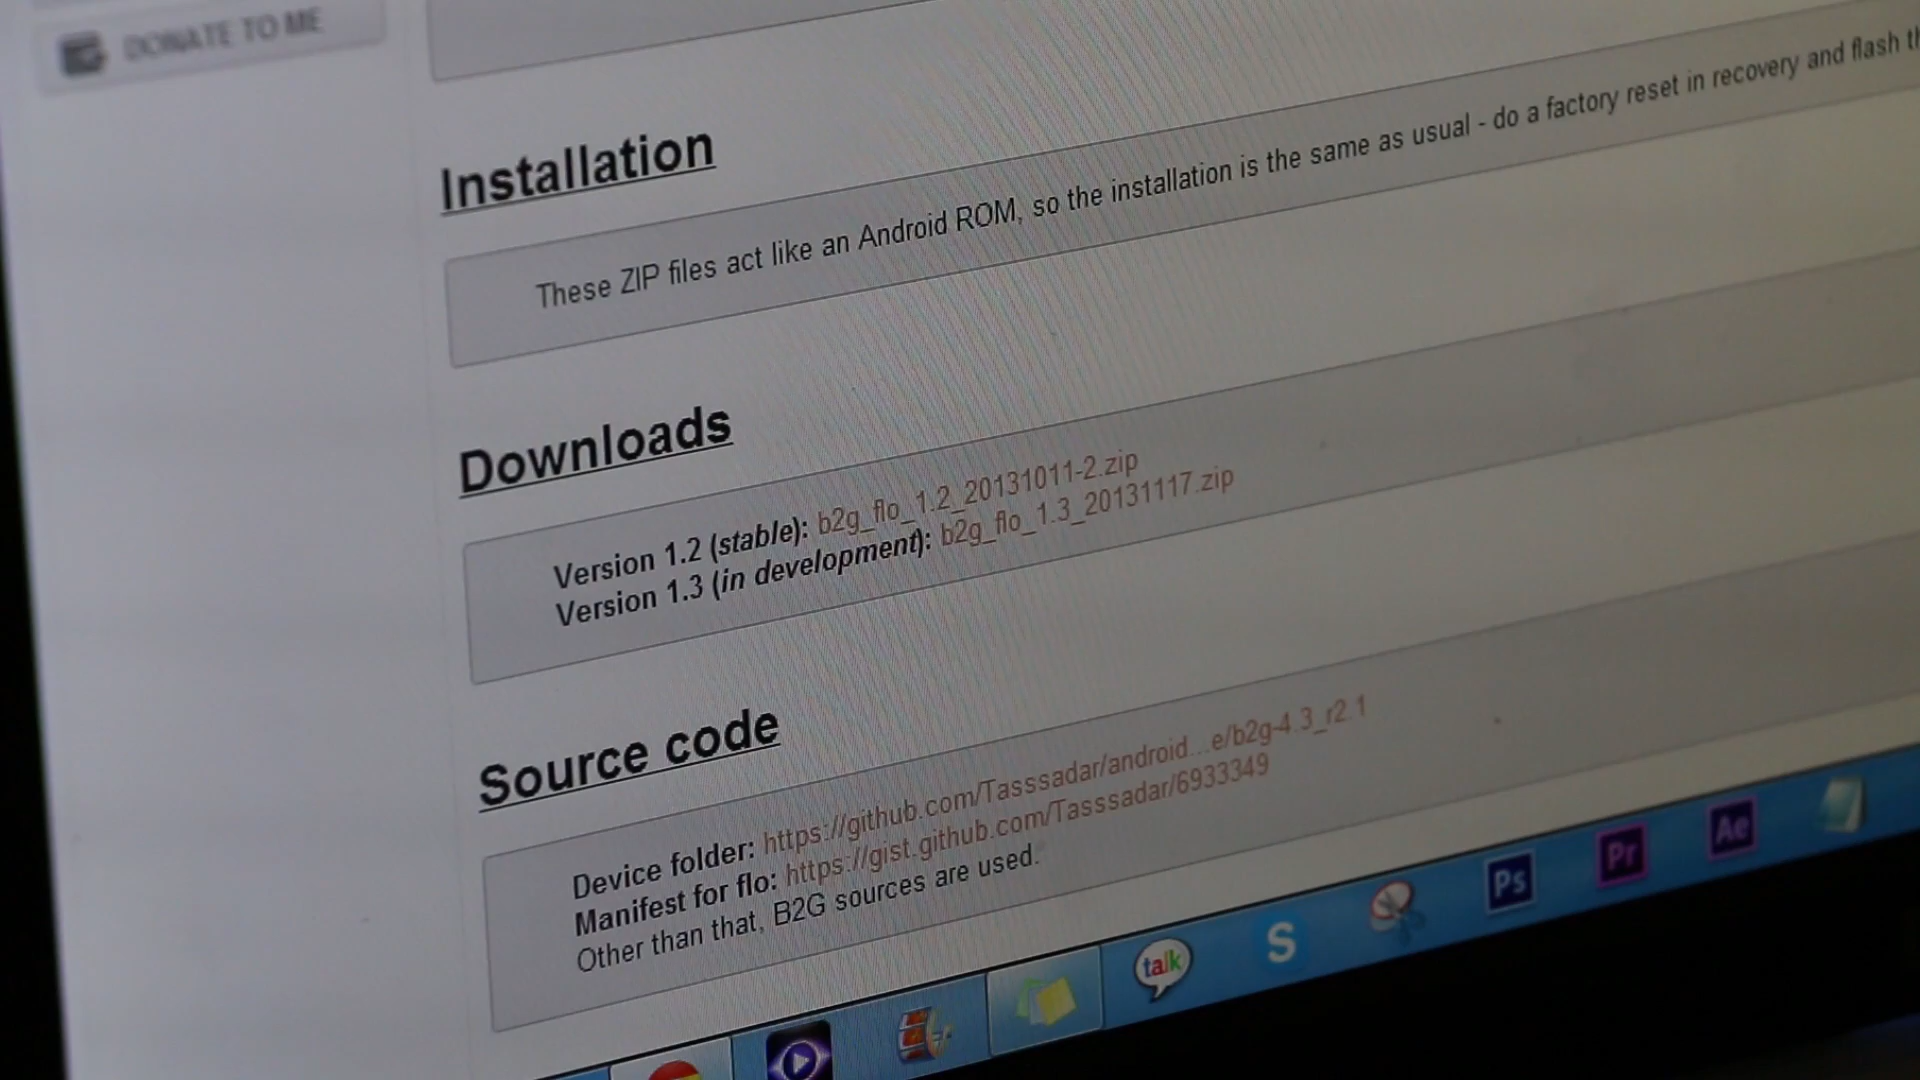 DONATE TO ME
Installation
These ZIP files act like an Android ROM, so the installation is the same as usual - do a factory reset in recovery and flash th
Downloads
Version 1.2 (stable): b2g_flo_1.2_20131011-2.zip
Version 1.3 (in development): b2g_flo_1.3_20131117.zip
Source code
Device folder: https://github.com/Tasssadar/android...e/b2g-4.3_r2.1
Manifest for flo: https://gist.github.com/Tasssadar/6933349
Other than that, B2G sources are used.
talk
S
Ps
Pr
Ae